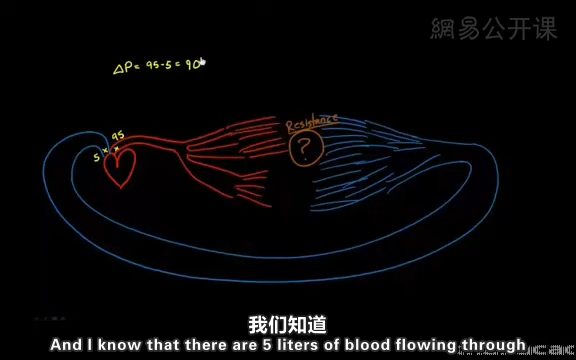 網易公开课
△P = 95-5 = 90
Resistance
95
5
?
我们知道
And I know that there are 5 liters of blood flowing through